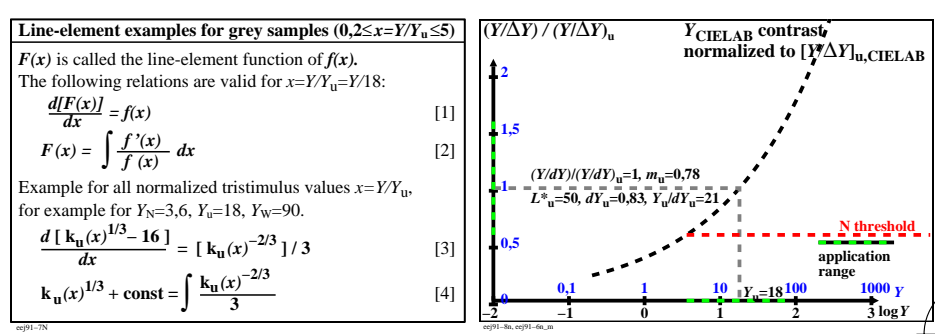 Line-element examples for grey samples (0,2≤x=Y/Yu≤5)
F(x) is called the line-element function of f(x).
The following relations are valid for x=Y/Yu=Y/18:
d[F(x)]/dx = f(x) [1]
F(x) = ∫ f'(x)/f(x) dx [2]
Example for all normalized tristimulus values x=Y/Yu,
for example for YN=3,6, Yu=18, YW=90.
d [ ku(x)^1/3 – 16 ]/dx = [ ku(x)^–2/3 ] / 3 [3]
ku(x)^1/3 + const = ∫ ku(x)^–2/3 / 3 [4]
eej91–7N
(Y/ΔY) / (Y/ΔY)u
YCIELAB contrast
normalized to [Y/ΔY]u,CIELAB
2
1,5
(Y/dY)/(Y/dY)u=1, mu=0,78
1
L*u=50, dYu=0,83, Yu/dYu=21
N threshold
0,5
application
range
Yu=18
0 0,1 1 10 100 1000 Y
–2 –1 0 1 2 3 log Y
eej91–8n, eej91–6n_m